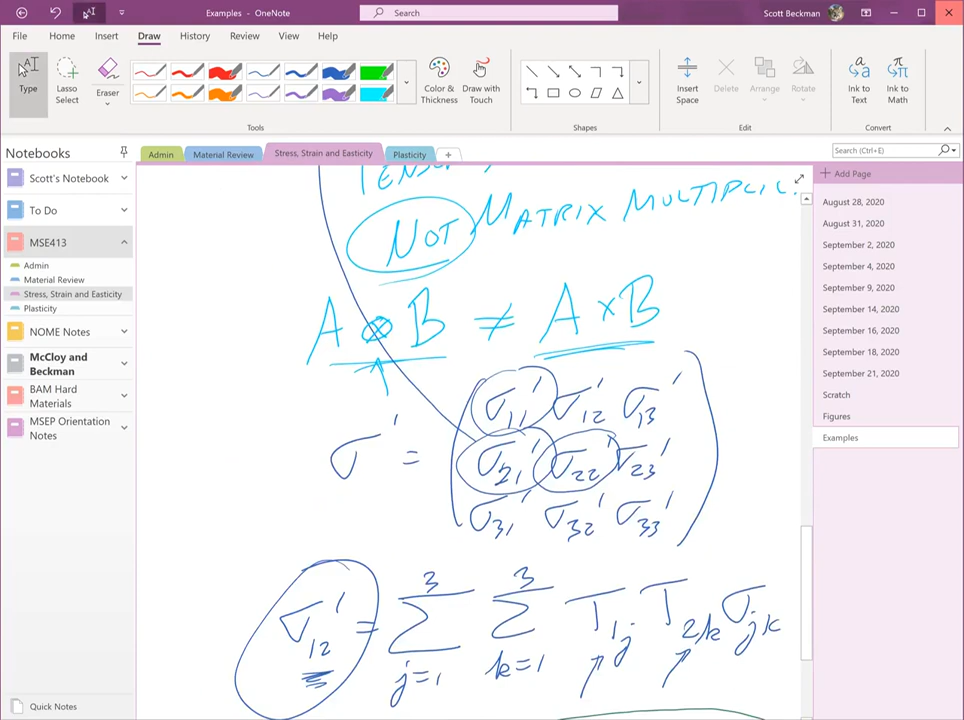 Examples - OneNote
Search
Scott Beckman
File Home Insert Draw History Review View Help
Type
Lasso Select
Eraser
Color & Thickness
Draw with Touch
Insert Space
Delete
Arrange
Rotate
Ink to Text
Ink to Math
Tools
Shapes
Edit
Convert
Notebooks
Admin
Material Review
Stress, Strain and Easticity
Plasticity
Search (Ctrl+E)
Scott's Notebook
To Do
MSE413
Admin
Material Review
Stress, Strain and Easticity
Plasticity
NOME Notes
McCloy and Beckman
BAM Hard Materials
MSEP Orientation Notes
Quick Notes
NOT MATRIX MULTIPLIC.
A ⊗ B ≠ A × B
σ' = ( σ11' σ12' σ13'
σ21' σ22' σ23'
σ31' σ32' σ33' )
σ12' = ∑ j=1 3 ∑ k=1 3 T1j T2k σjk
Add Page
August 28, 2020
August 31, 2020
September 2, 2020
September 4, 2020
September 9, 2020
September 14, 2020
September 16, 2020
September 18, 2020
September 21, 2020
Scratch
Figures
Examples